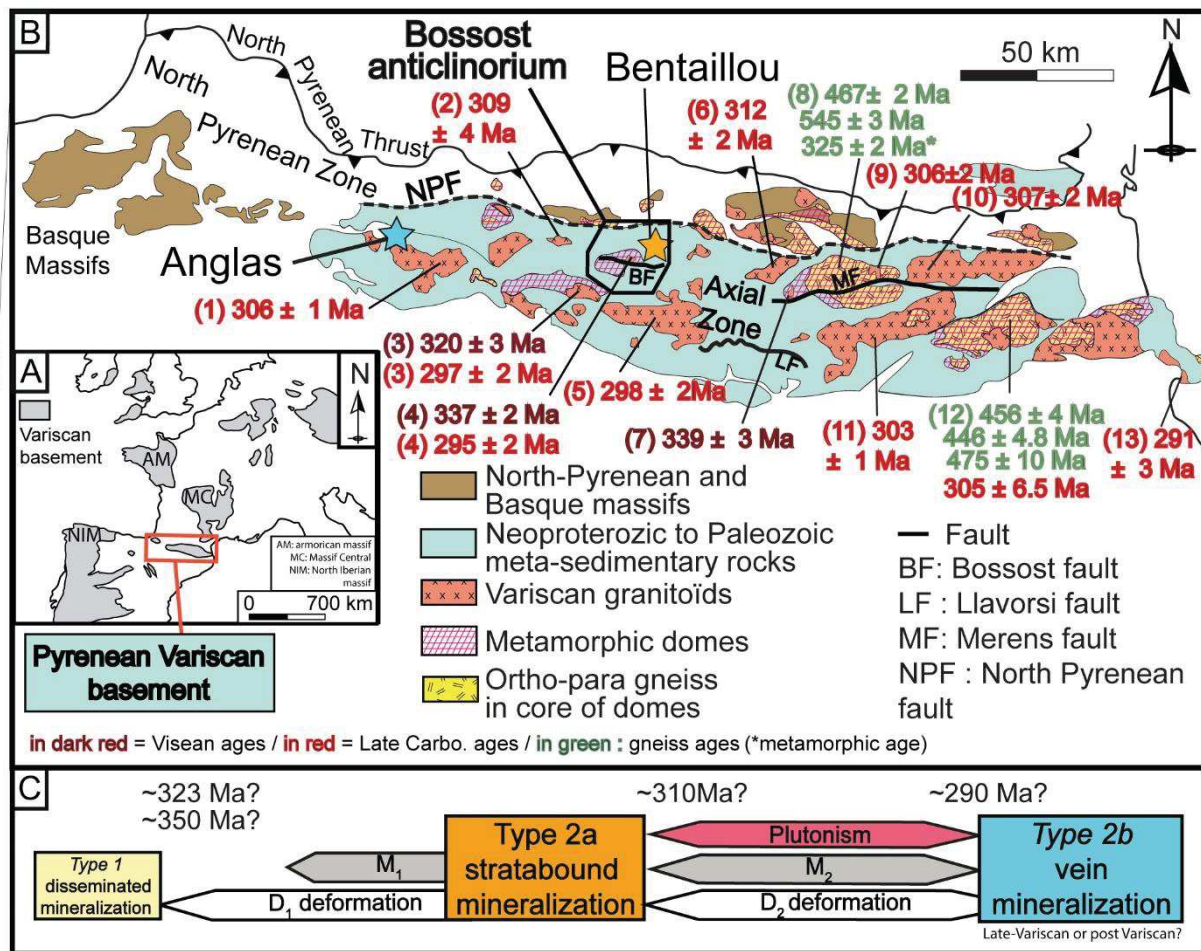 B
North
Pyrenean
Thrust
North
Pyrenean Zone
NPF
Bossost
anticlinorium
Bentaillou
50 km
N
(2) 309
± 4 Ma
(6) 312
± 2 Ma
(8) 467± 2 Ma
545 ± 3 Ma
325 ± 2 Ma*
(9) 306±2 Ma
(10) 307± 2 Ma
Basque
Massifs
Anglas
BF
MF
Axial
Zone
LF
(1) 306 ± 1 Ma
(3) 320 ± 3 Ma
(3) 297 ± 2 Ma
(4) 337 ± 2 Ma
(4) 295 ± 2 Ma
(5) 298 ± 2Ma
(7) 339 ± 3 Ma
(11) 303
± 1 Ma
(12) 456 ± 4 Ma
446 ± 4.8 Ma
475 ± 10 Ma
305 ± 6.5 Ma
(13) 291
± 3 Ma
A
N
Variscan
basement
AM
MC
NIM
AM: armorican massif
MC: Massif Central
NIM: North Iberian
massif
0 700 km
Pyrenean Variscan
basement
North-Pyrenean and
Basque massifs
Neoproterozic to Paleozoic
meta-sedimentary rocks
Variscan granitoïds
Metamorphic domes
Ortho-para gneiss
in core of domes
Fault
BF: Bossost fault
LF : Llavorsi fault
MF: Merens fault
NPF : North Pyrenean
fault
in dark red = Visean ages / in red = Late Carbo. ages / in green : gneiss ages (*metamorphic age)
C
~323 Ma?
~350 Ma?
~310Ma?
~290 Ma?
Type 1
disseminated
mineralization
M₁
D₁ deformation
Type 2a
stratabound
mineralization
Plutonism
M₂
D₂ deformation
Type 2b
vein
mineralization
Late-Variscan or post Variscan?